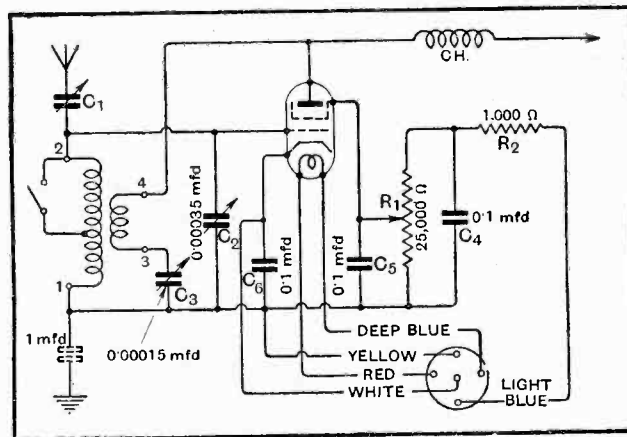 CH.
C1
1,000 Ω
R2
2
4
0·00035 mfd
R1
25,000 Ω
0·1 mfd
C4
C2
3
C3
C6
0·1 mfd
0·1 mfd
C5
1
1 mfd
0·00015 mfd
DEEP BLUE
YELLOW
RED
WHITE
LIGHT
BLUE